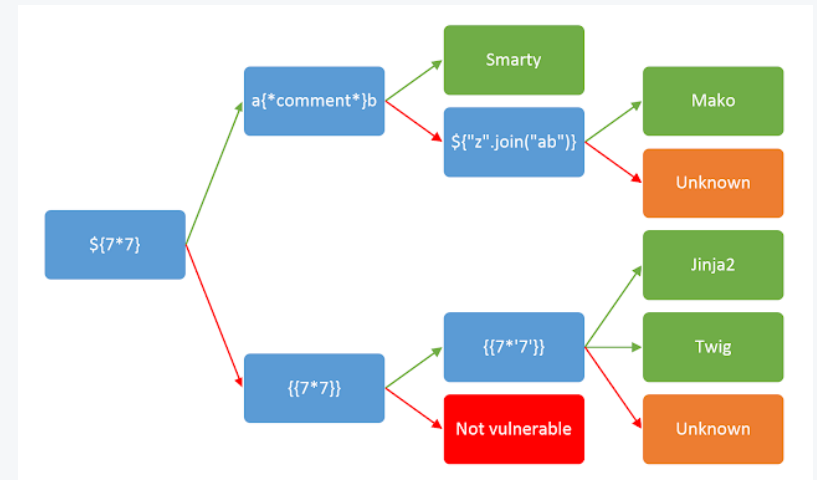 Smarty
a{*comment*}b
Mako
${"z".join("ab")}
Unknown
${7*7}
Jinja2
{{7*'7'}}
Twig
{{7*7}}
Not vulnerable
Unknown